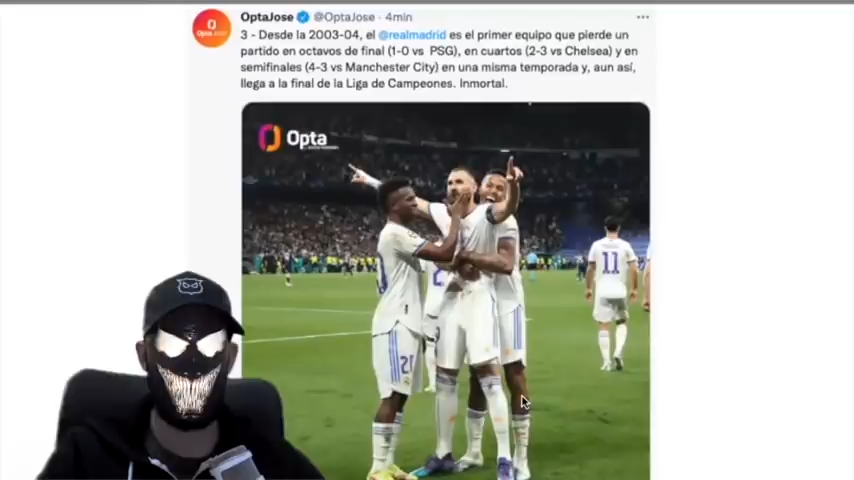 OptaJose @OptaJose · 4min
3 - Desde la 2003-04, el @realmadrid es el primer equipo que pierde un
partido en octavos de final (1-0 vs PSG), en cuartos (2-3 vs Chelsea) y en
semifinales (4-3 vs Manchester City) en una misma temporada y, aun así,
llega a la final de la Liga de Campeones. Inmortal.
Opta
11
20